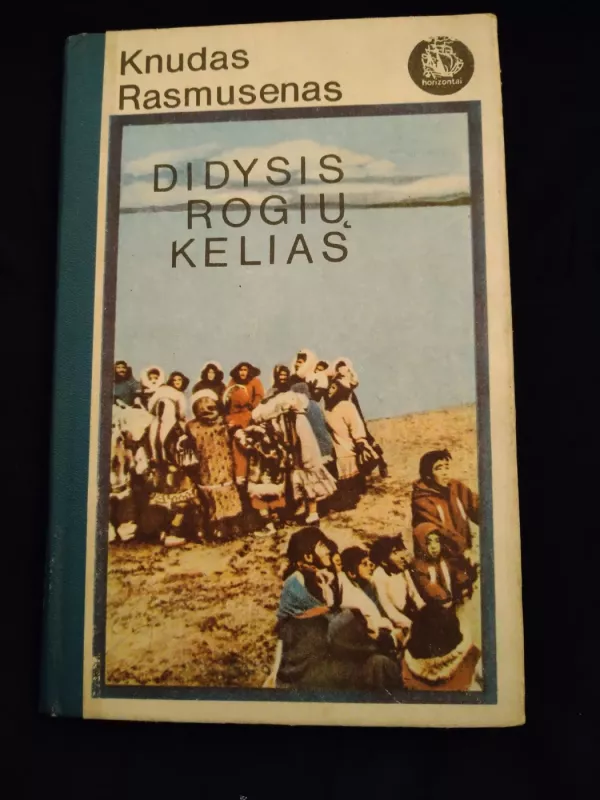 Knudas
Rasmusenas
horizontai
DIDYSIS
ROGIŲ
KELIAS